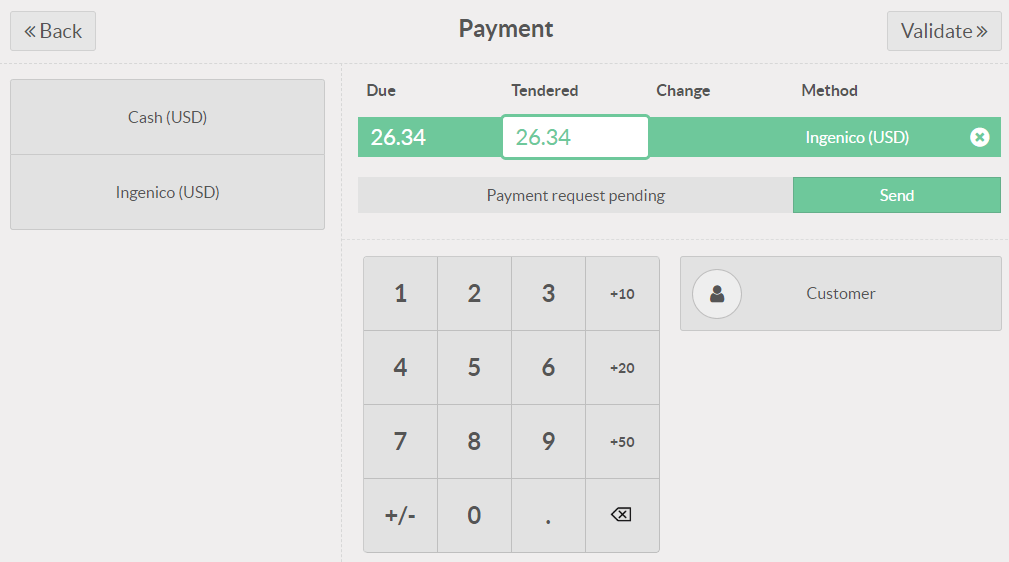 Back
Payment
Validate
Cash (USD)
Ingenico (USD)
Due Tendered Change Method
26.34 26.34 Ingenico (USD)
Payment request pending Send
1 2 3 +10
4 5 6 +20
7 8 9 +50
+/- 0 .
Customer